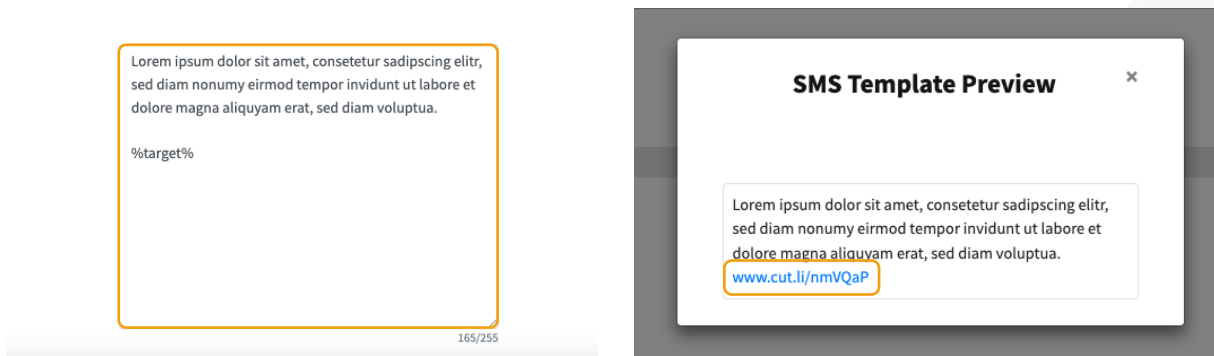 Lorem ipsum dolor sit amet, consetetur sadipscing elitr,
sed diam nonumy eirmod tempor invidunt ut labore et
dolore magna aliquyam erat, sed diam voluptua.
%target%
165/255
SMS Template Preview
×
Lorem ipsum dolor sit amet, consetetur sadipscing elitr,
sed diam nonumy eirmod tempor invidunt ut labore et
dolore magna aliquyam erat, sed diam voluptua.
www.cut.li/nmVQaP